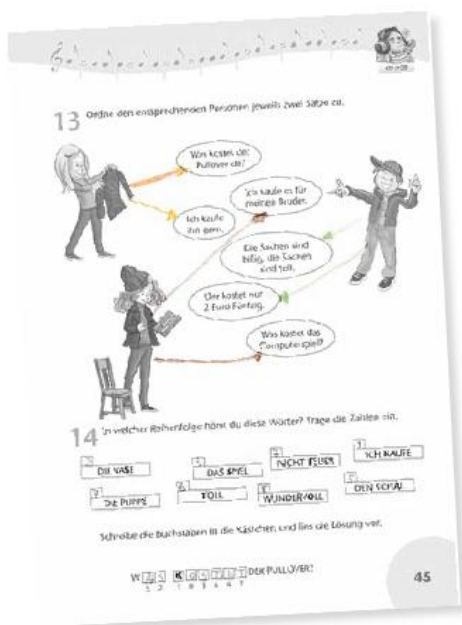 13 Ordne den entsprechenden Personen jeweils zwei Sätze zu.
Was kostet der
Pullover da?
Ich kaufe es für
meinen Bruder.
Ich kaufe
ihn gern.
Die Sachen sind
billig, die Sachen
sind toll.
Der kostet nur
2 Euro Fünfzig.
Was kostet das
Computerspiel?
14 In welcher Reihenfolge hörst du diese Wörter? Trage die Zahlen ein.
DIE VASE
DAS SPIEL
NICHT TEUER
ICH KAUFE
DIE PUPPE
TOLL
WUNDERVOLL
DEN SCHAL
Schreibe die Buchstaben in die Kästchen und lies die Lösung vor.
W A S K O S T E T DER PULLOVER?
45